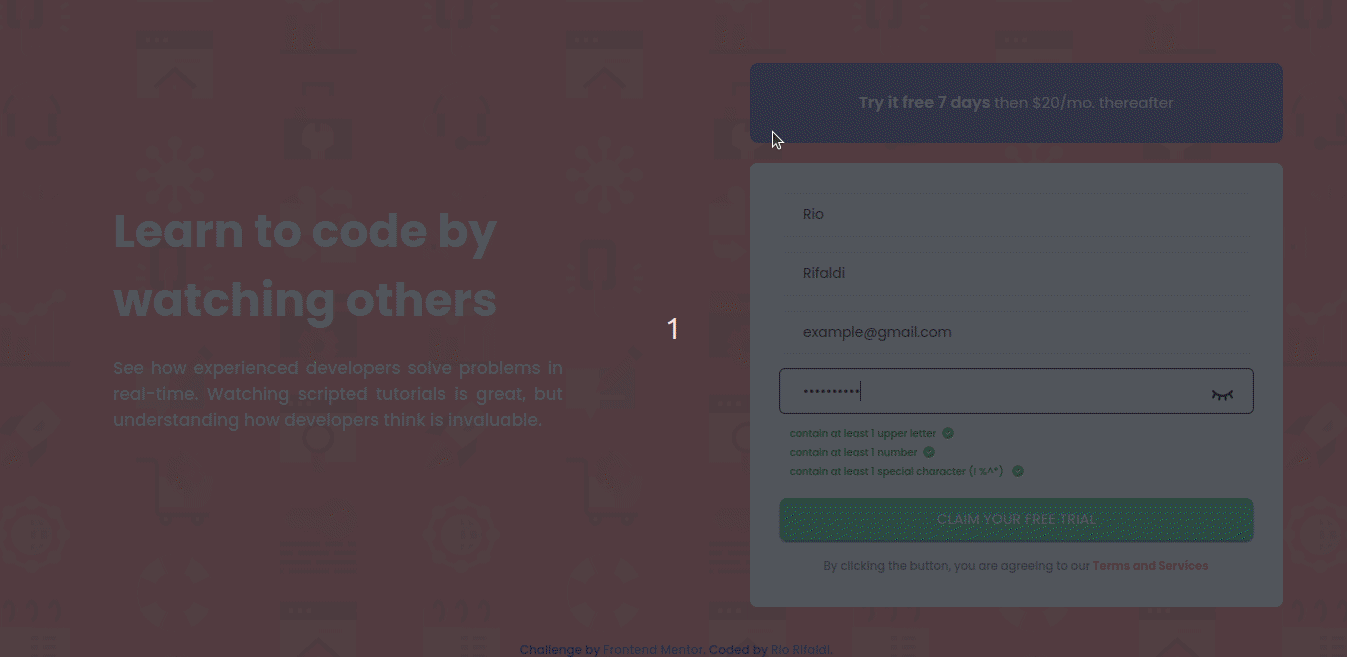 Try it free 7 days then $20/mo. thereafter
Learn to code by
watching others
See how experienced developers solve problems in
real-time. Watching scripted tutorials is great, but
understanding how developers think is invaluable.
1
Rio
Rifaldi
example@gmail.com
••••••••••
contain at least 1 upper letter
contain at least 1 number
contain at least 1 special character (! %^*)
CLAIM YOUR FREE TRIAL
By clicking the button, you are agreeing to our Terms and Services
Challenge by Frontend Mentor. Coded by Rio Rifaldi.